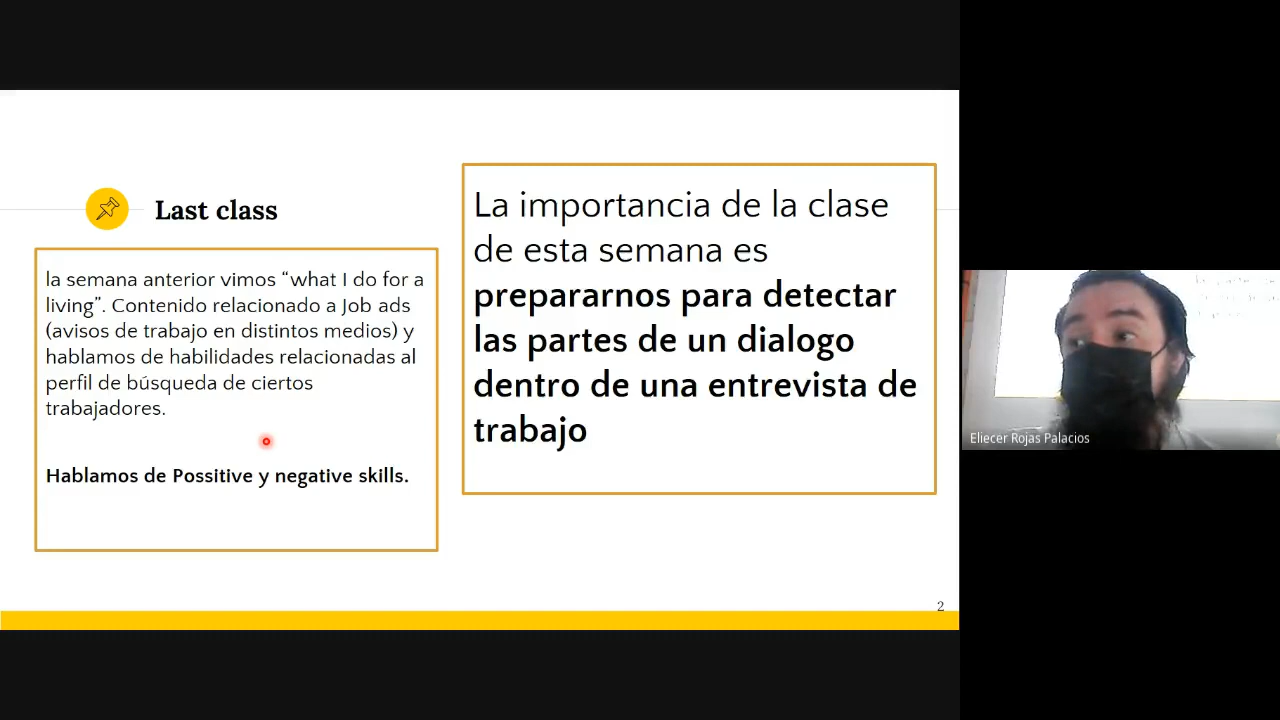 Last class
la semana anterior vimos “what I do for a
living”. Contenido relacionado a Job ads
(avisos de trabajo en distintos medios) y
hablamos de habilidades relacionadas al
perfil de búsqueda de ciertos
trabajadores.
Hablamos de Possitive y negative skills.
La importancia de la clase
de esta semana es
prepararnos para detectar
las partes de un dialogo
dentro de una entrevista de
trabajo
2
Eliecer Rojas Palacios